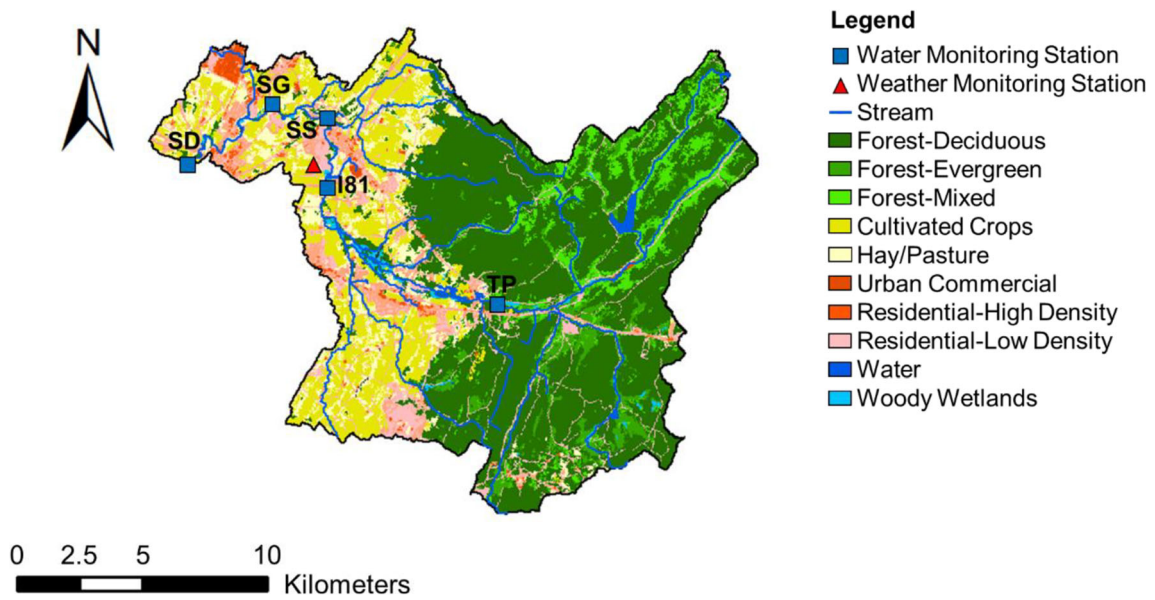 N
SG
SS
SD
I81
TP
Legend
Water Monitoring Station
Weather Monitoring Station
Stream
Forest-Deciduous
Forest-Evergreen
Forest-Mixed
Cultivated Crops
Hay/Pasture
Urban Commercial
Residential-High Density
Residential-Low Density
Water
Woody Wetlands
0 2.5 5 10
Kilometers